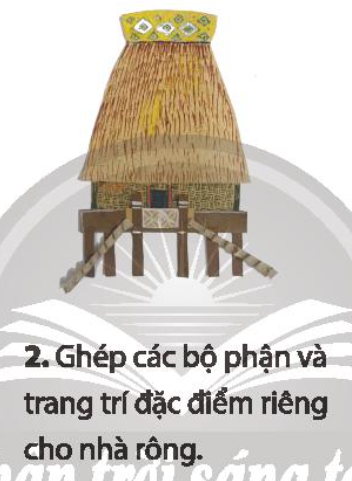 2. Ghép các bộ phận và
trang trí đặc điểm riêng
cho nhà rông.